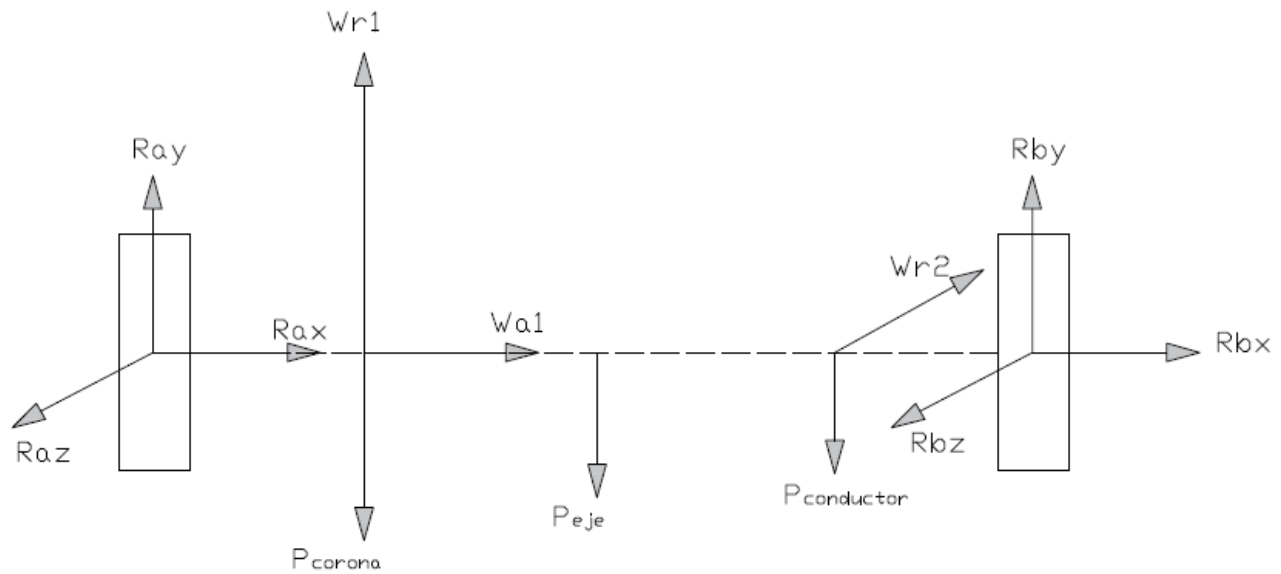 Wr1
Ray
Rby
Wr2
Rax
Wa1
Rbx
Raz
Rbz
Pconductor
Peje
Pcorona